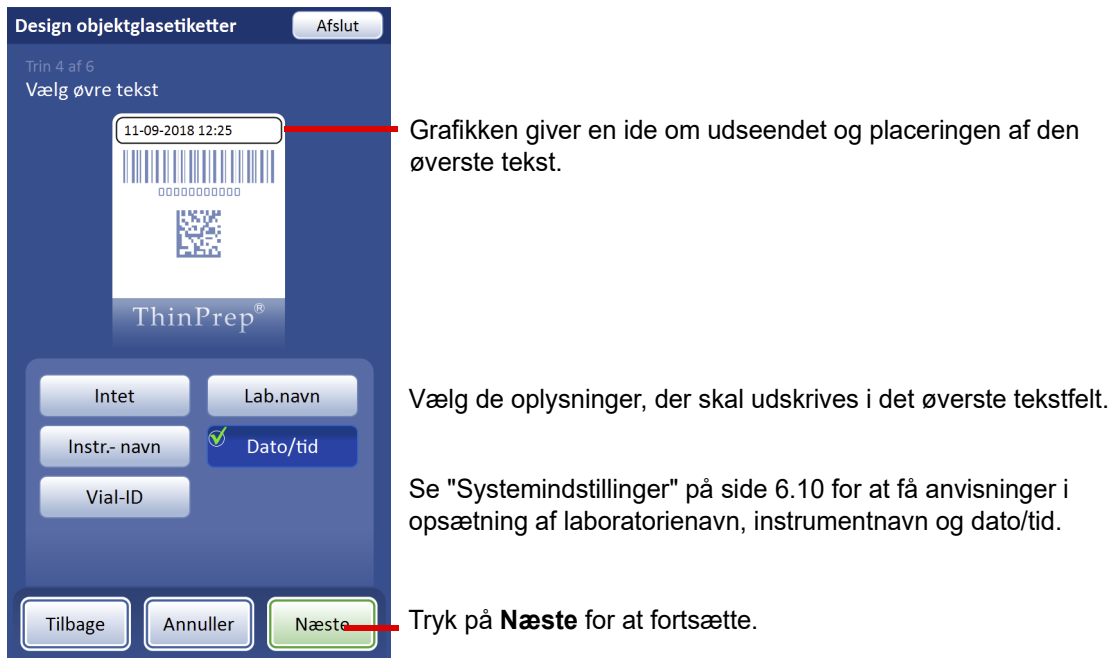 Design objektglasetiketter
Afslut
Trin 4 af 6
Vælg øvre tekst
11-09-2018 12:25
Grafikken giver en ide om udseendet og placeringen af den
øverste tekst.
00000000000
ThinPrep®
Intet
Lab.navn
Vælg de oplysninger, der skal udskrives i det øverste tekstfelt.
Instr.- navn
Dato/tid
Vial-ID
Se "Systemindstillinger" på side 6.10 for at få anvisninger i
opsætning af laboratorienavn, instrumentnavn og dato/tid.
Tilbage
Annuller
Næste
Tryk på Næste for at fortsætte.